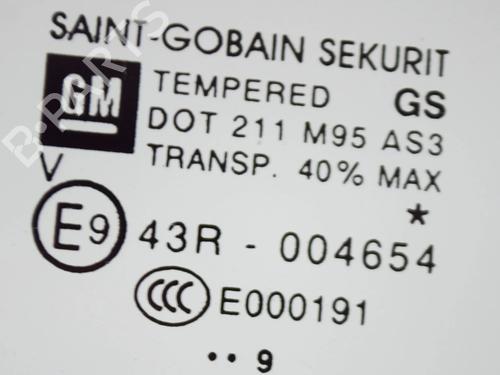 SAINT-GOBAIN SEKURIT
GM
TEMPERED GS
DOT 211 M95 AS3
TRANSP. 40% MAX
V
*
E9 43R - 004654
CCC E000191
•• 9
B-PARTS